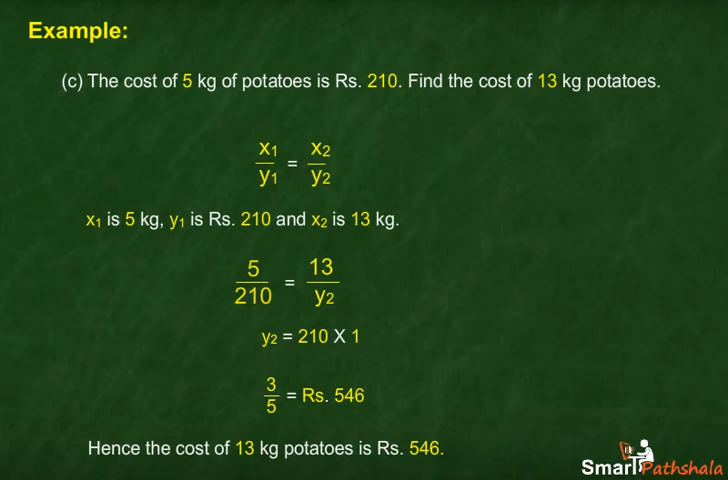 Example:
(c) The cost of 5 kg of potatoes is Rs. 210. Find the cost of 13 kg potatoes.
x1/y1 = x2/y2
x1 is 5 kg, y1 is Rs. 210 and x2 is 13 kg.
5/210 = 13/y2
y2 = 210 X 1
3/5 = Rs. 546
Hence the cost of 13 kg potatoes is Rs. 546.
SmartPathshala